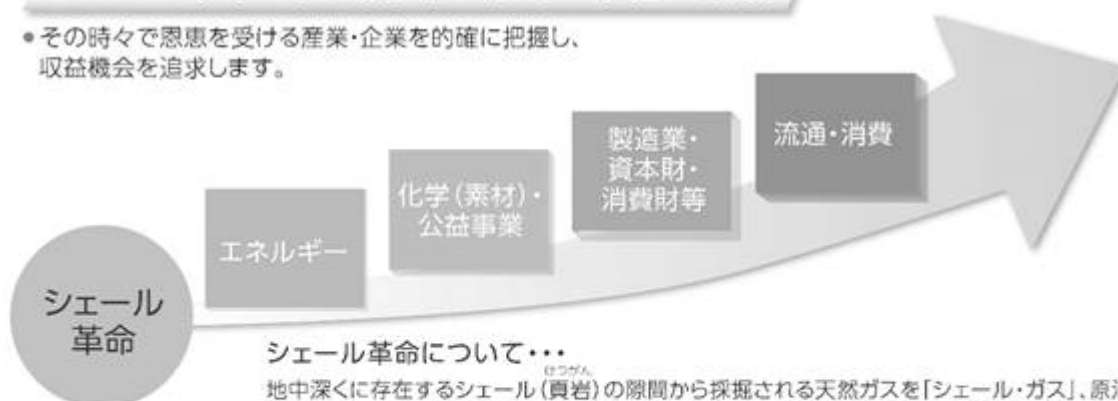 •その時々で恩恵を受ける産業・企業を的確に把握し、
収益機会を追求します。
流通・消費
製造業・
資本財・
消費財等
化学(素材)・
公益事業
エネルギー
シェール
革命
シェール革命について・・・
けつがん
地中深くに存在するシェール(頁岩)の隙間から採掘される天然ガスを「シェール・ガス」、原